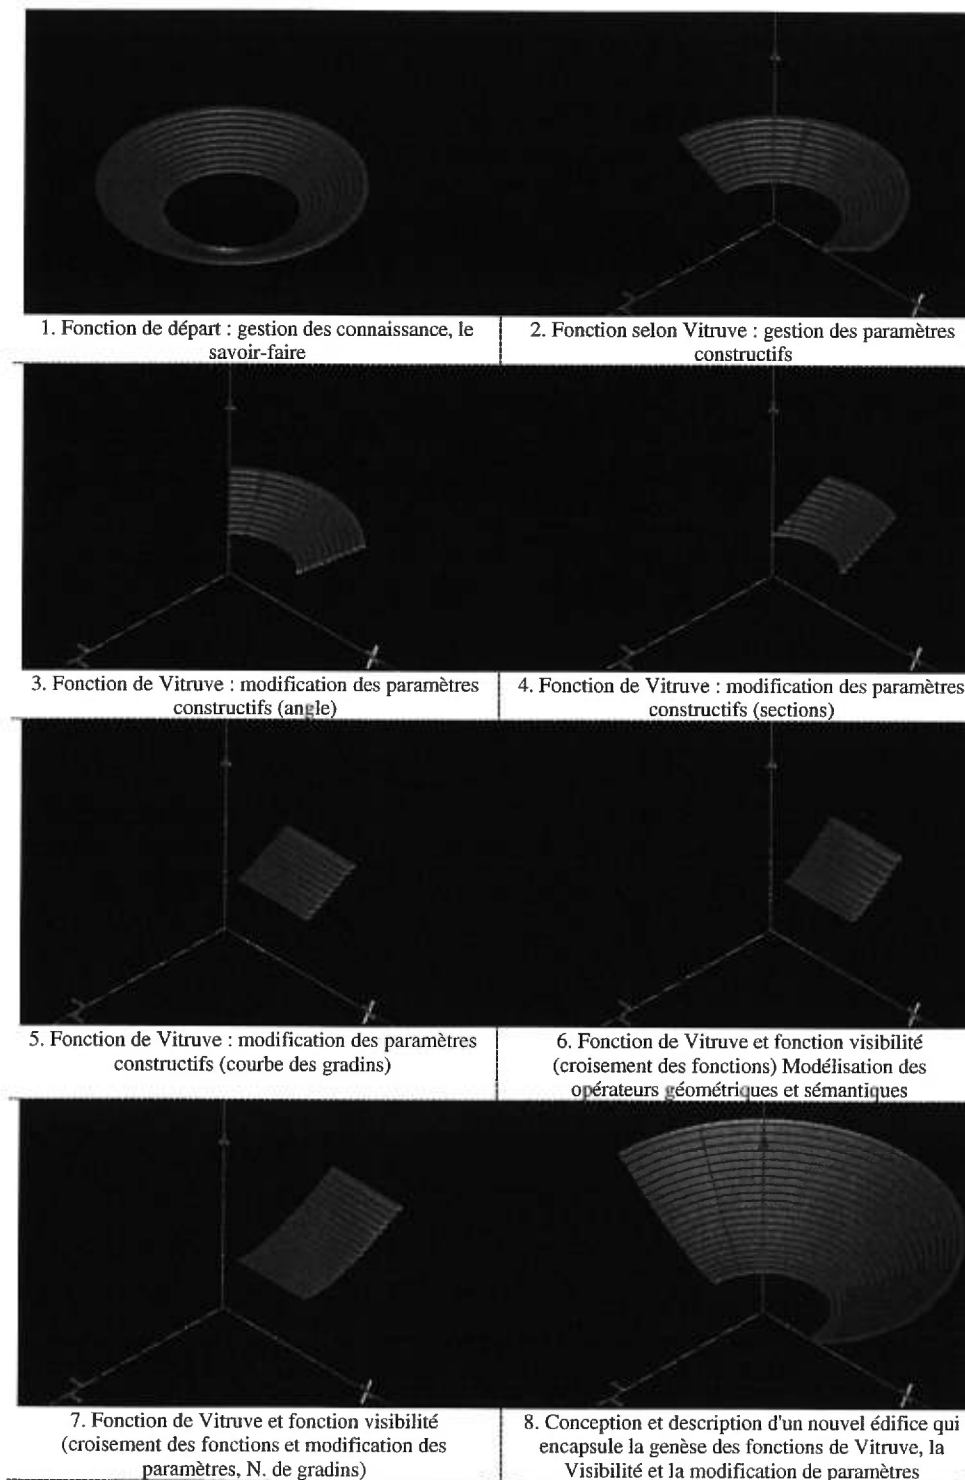 1. Fonction de départ : gestion des connaissance, le
savoir-faire
2. Fonction selon Vitruve : gestion des paramètres
constructifs
3. Fonction de Vitruve : modification des paramètres
constructifs (angle)
4. Fonction de Vitruve : modification des paramètres
constructifs (sections)
5. Fonction de Vitruve : modification des paramètres
constructifs (courbe des gradins)
6. Fonction de Vitruve et fonction visibilité
(croisement des fonctions) Modélisation des
opérateurs géométriques et sémantiques
7. Fonction de Vitruve et fonction visibilité
(croisement des fonctions et modification des
paramètres, N. de gradins)
8. Conception et description d'un nouvel édifice qui
encapsule la genèse des fonctions de Vitruve, la
Visibilité et la modification de paramètres